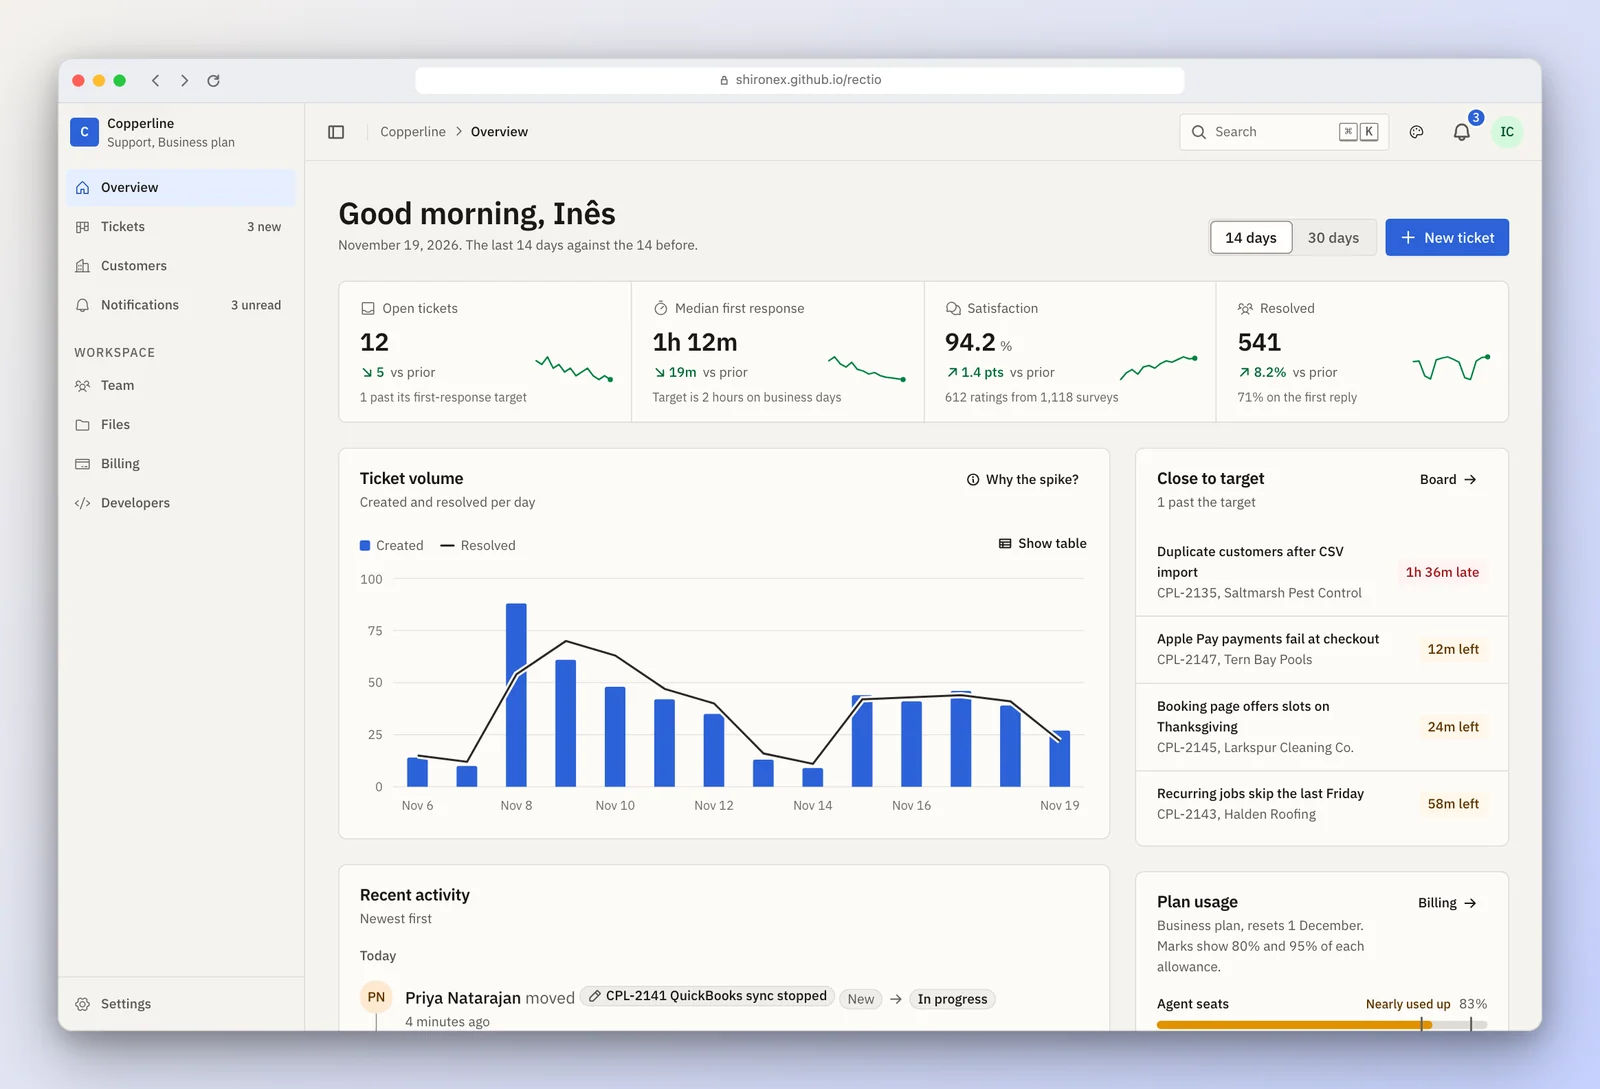 shironex.github.io/rectio
C
Copperline
Support, Business plan
Overview
Tickets
3 new
Customers
Notifications
3 unread
WORKSPACE
Team
Files
Billing
Developers
Settings
Copperline
Overview
Search
⌘ K
3
IC
Good morning, Inês
November 19, 2026. The last 14 days against the 14 before.
14 days
30 days
New ticket
Open tickets
12
5 vs prior
1 past its first-response target
Median first response
1h 12m
19m vs prior
Target is 2 hours on business days
Satisfaction
94.2 %
1.4 pts vs prior
612 ratings from 1,118 surveys
Resolved
541
8.2% vs prior
71% on the first reply
Ticket volume
Created and resolved per day
Why the spike?
Created
Resolved
Show table
100
75
50
25
0
Nov 6
Nov 8
Nov 10
Nov 12
Nov 14
Nov 16
Nov 19
Close to target
1 past the target
Board →
Duplicate customers after CSV
import
CPL-2135, Saltmarsh Pest Control
1h 36m late
Apple Pay payments fail at checkout
CPL-2147, Tern Bay Pools
12m left
Booking page offers slots on
Thanksgiving
CPL-2145, Larkspur Cleaning Co.
24m left
Recurring jobs skip the last Friday
CPL-2143, Halden Roofing
58m left
Recent activity
Newest first
Today
PN
Priya Natarajan moved CPL-2141 QuickBooks sync stopped New → In progress
4 minutes ago
Plan usage
Billing →
Business plan, resets 1 December.
Marks show 80% and 95% of each
allowance.
Agent seats
Nearly used up 83%